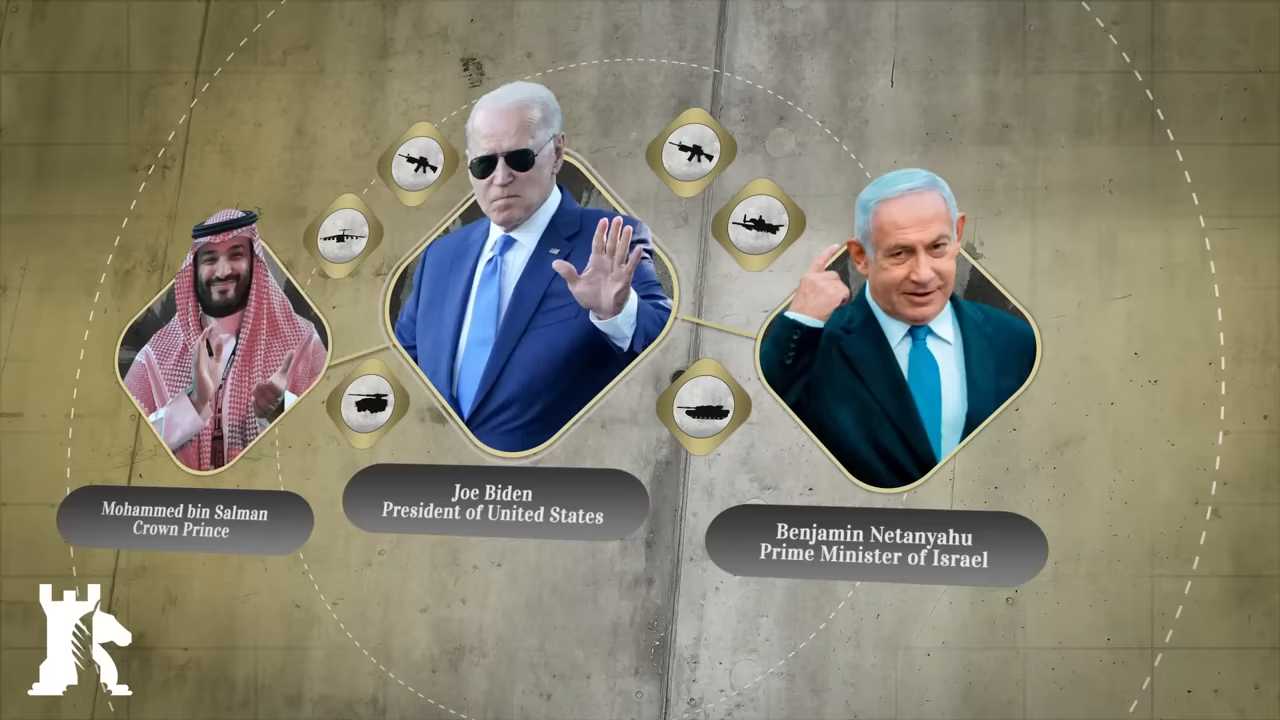 Mohammed bin Salman
Crown Prince
Joe Biden
President of United States
Benjamin Netanyahu
Prime Minister of Israel